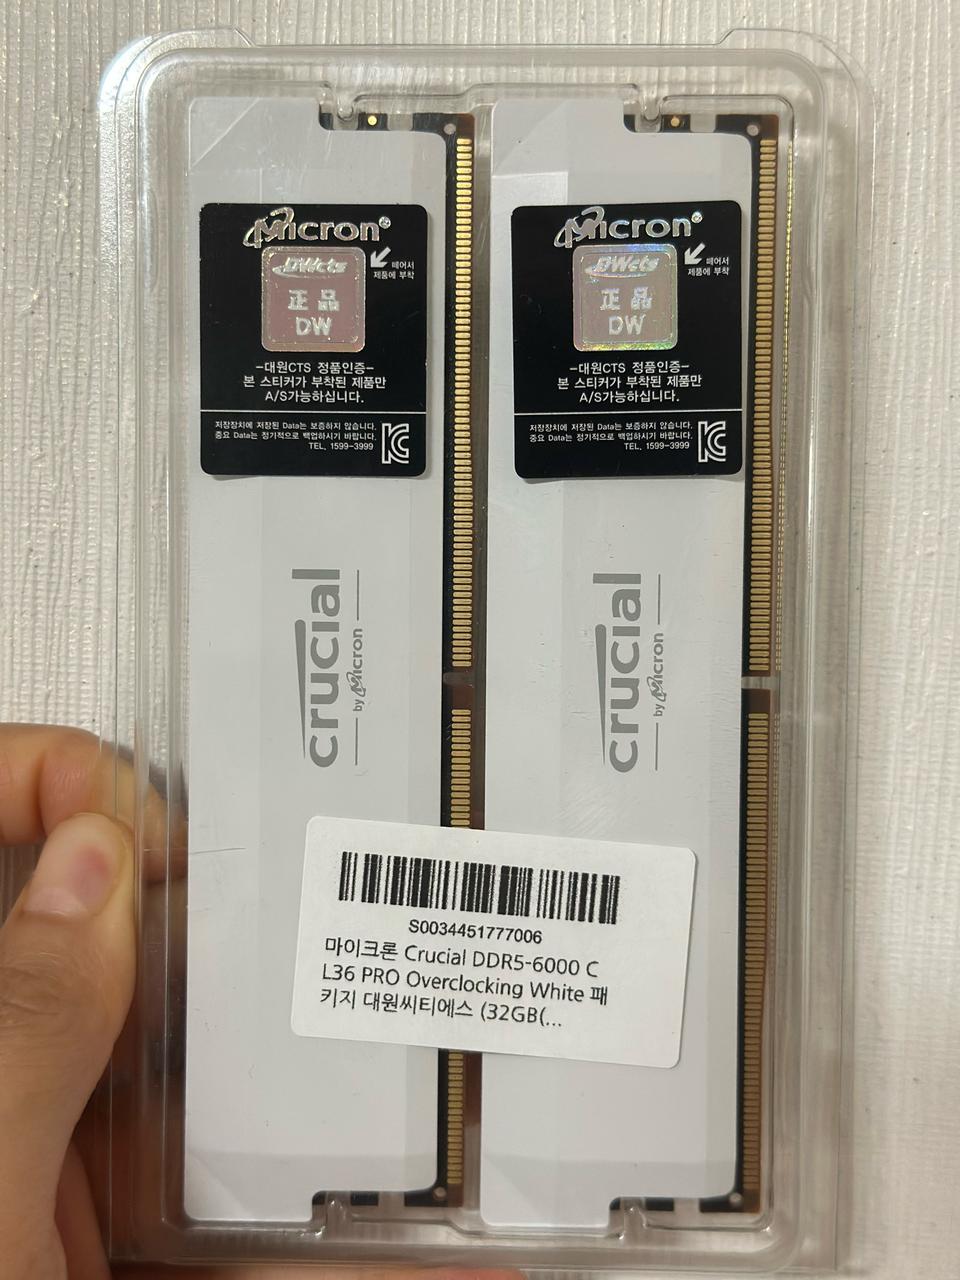 Micron®
DWcts
떼어서
제품에 부착
正品
DW
-대원CTS 정품인증-
본 스티커가 부착된 제품만
A/S가능하십니다.
저장장치에 저장된 Data는 보증하지 않습니다.
중요 Data는 정기적으로 백업하시기 바랍니다.
TEL. 1599-3999
Micron®
DWcts
떼어서
제품에 부착
正品
DW
-대원CTS 정품인증-
본 스티커가 부착된 제품만
A/S가능하십니다.
저장장치에 저장된 Data는 보증하지 않습니다.
중요 Data는 정기적으로 백업하시기 바랍니다.
TEL. 1599-3999
crucial
by Micron
crucial
by Micron
S0034451777006
마이크론 Crucial DDR5-6000 C
L36 PRO Overclocking White 패
키지 대원씨티에스 (32GB(...